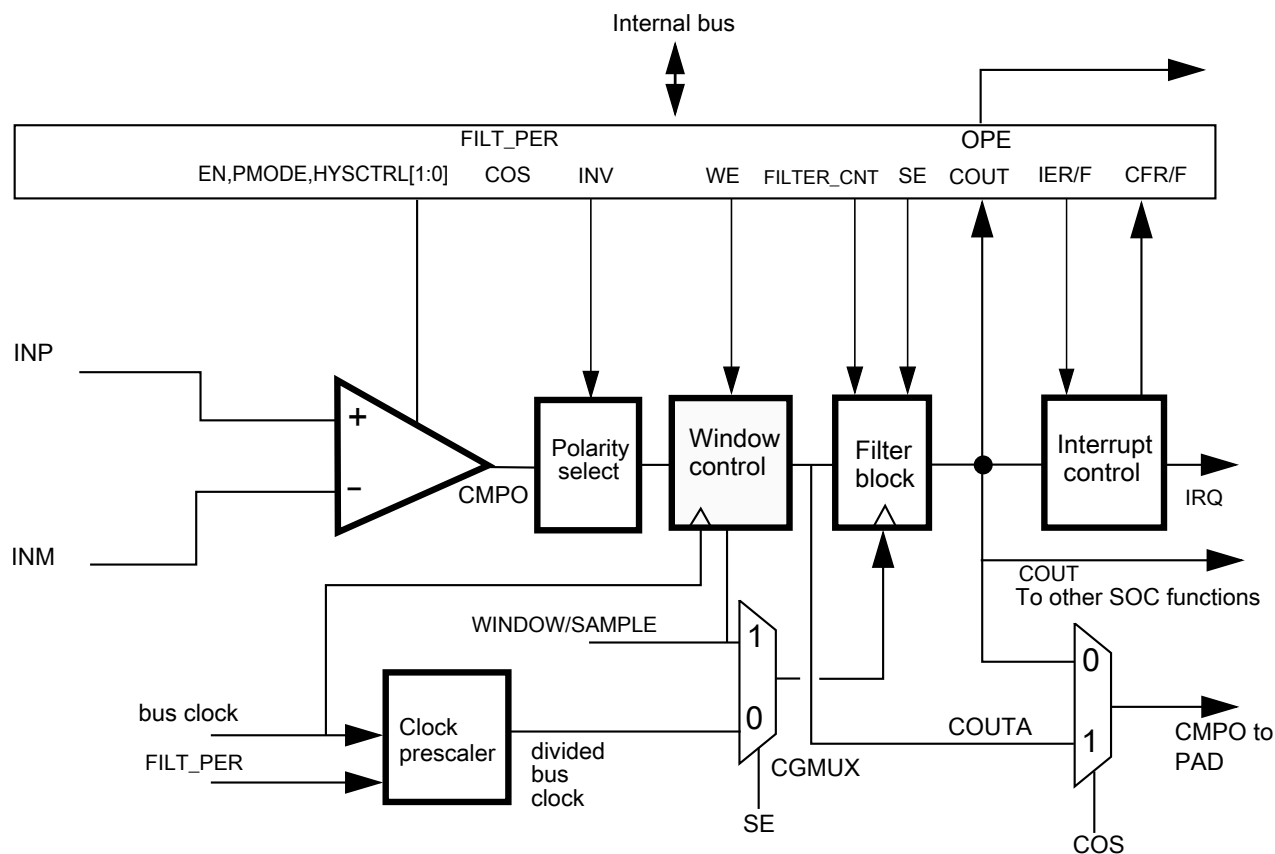 Internal bus
FILT_PER
OPE
EN,PMODE,HYSCTRL[1:0]
COS
INV
WE
FILTER_CNT
SE
COUT
IER/F
CFR/F
INP
INM
+
–
CMPO
Polarity
select
Window
control
Filter
block
Interrupt
control
IRQ
COUT
To other SOC functions
WINDOW/SAMPLE
1
0
CGMUX
SE
bus clock
FILT_PER
Clock
prescaler
divided
bus
clock
COUTA
0
1
COS
CMPO to
PAD